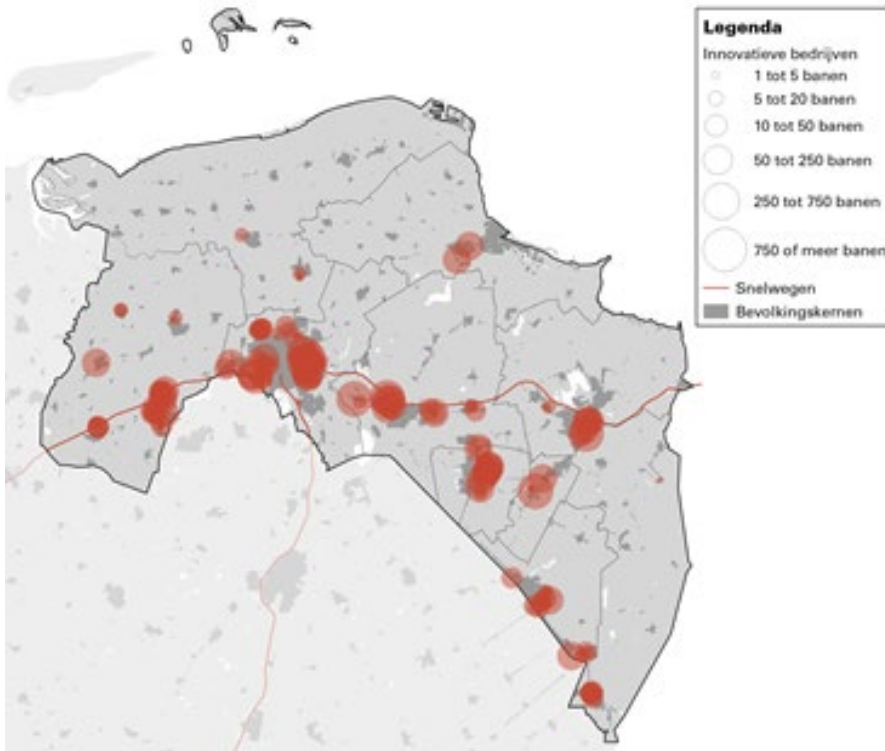 Legenda
Innovatieve bedrijven
1 tot 5 banen
5 tot 20 banen
10 tot 50 banen
50 tot 250 banen
250 tot 750 banen
750 of meer banen
Snelwegen
Bevolkingskernen